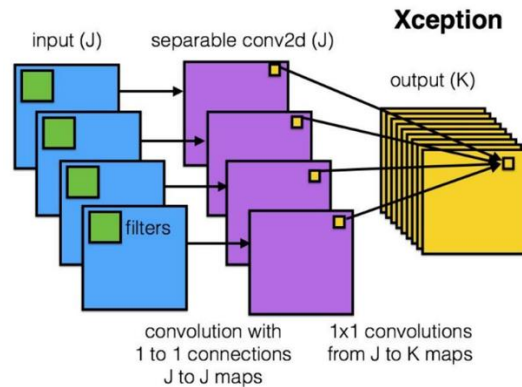 Xception
input (J)
separable conv2d (J)
output (K)
filters
convolution with
1 to 1 connections
J to J maps
1x1 convolutions
from J to K maps